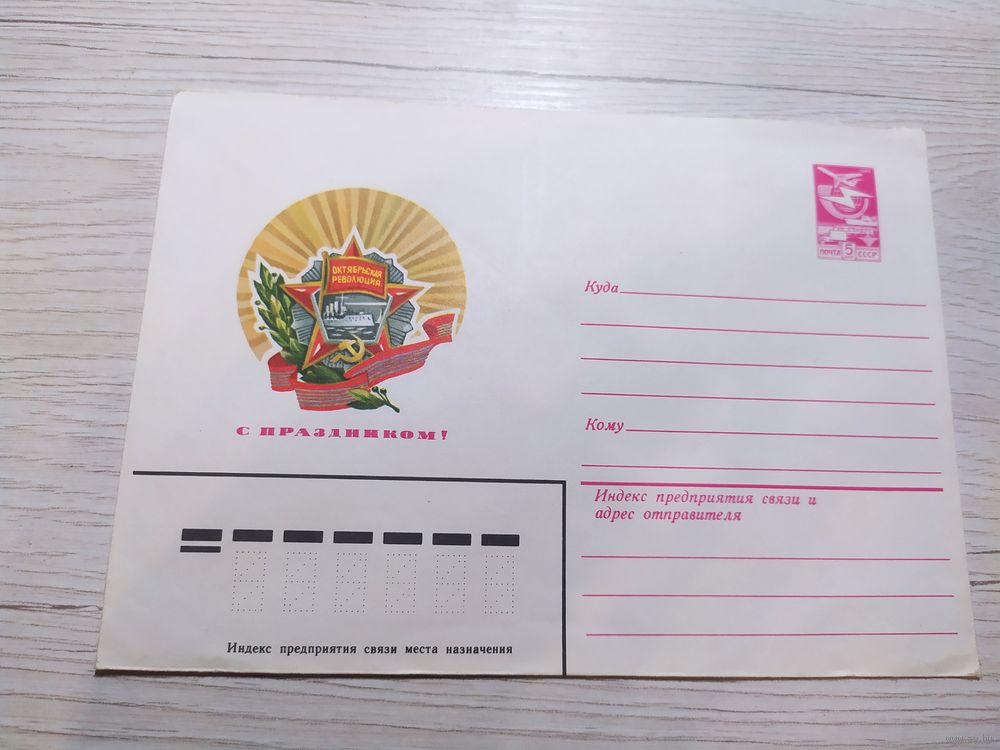 ОКТЯБРЬСКАЯ
РЕВОЛЮЦИЯ
С ПРАЗДНИКОМ!
ПОЧТА 5 СССР
Куда
Кому
Индекс предприятия связи и
адрес отправителя
Индекс предприятия связи места назначения